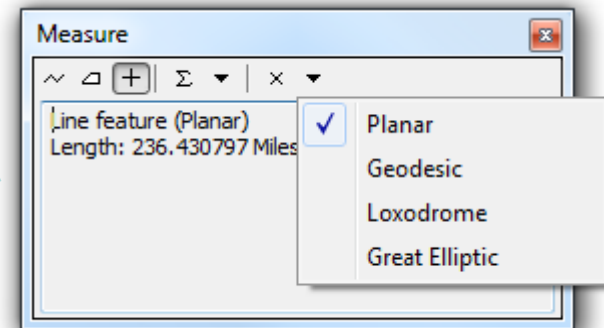 Measure
Σ
Line feature (Planar)
Length: 236.430797 Miles
Planar
Geodesic
Loxodrome
Great Elliptic